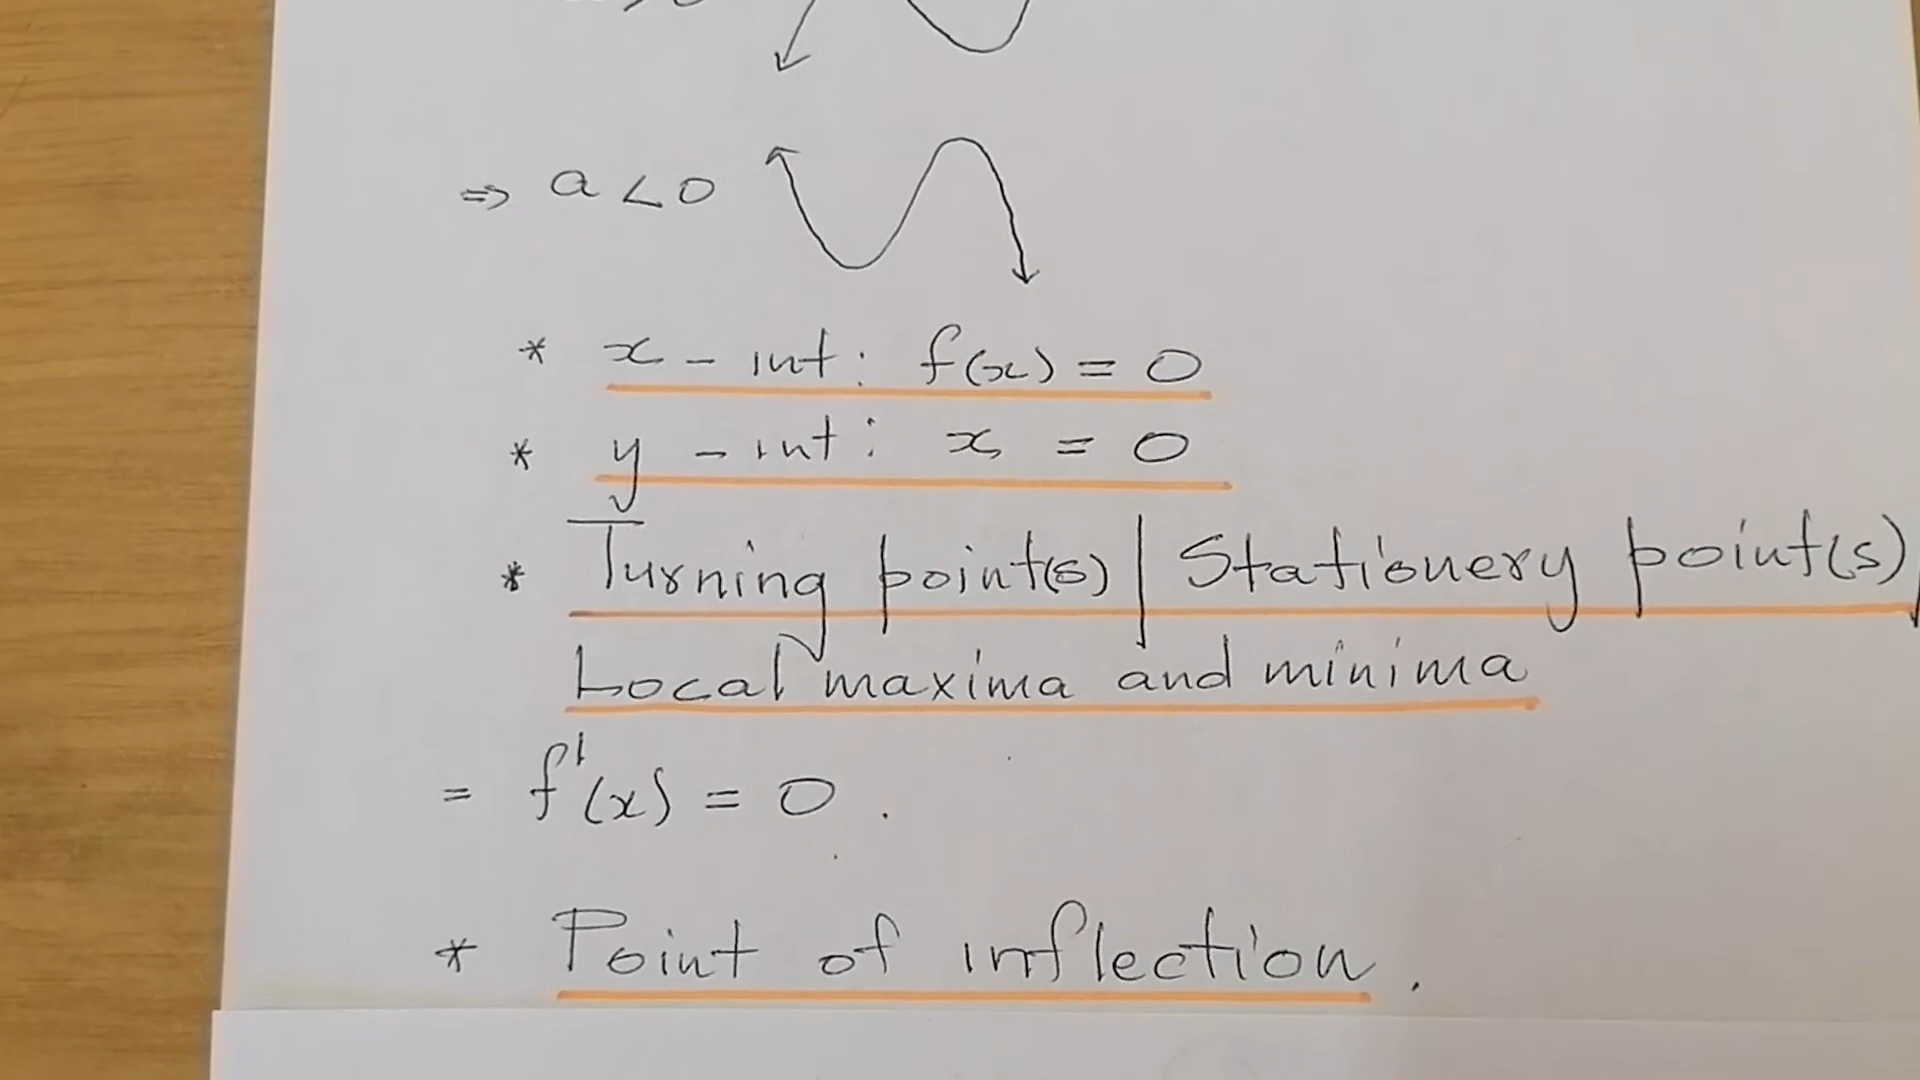 ⇒ a < 0
* x - int: f(x) = 0
* y - int: x = 0
* Turning point(s) | Stationery point(s)
Local maxima and minima
= f'(x) = 0.
* Point of inflection.